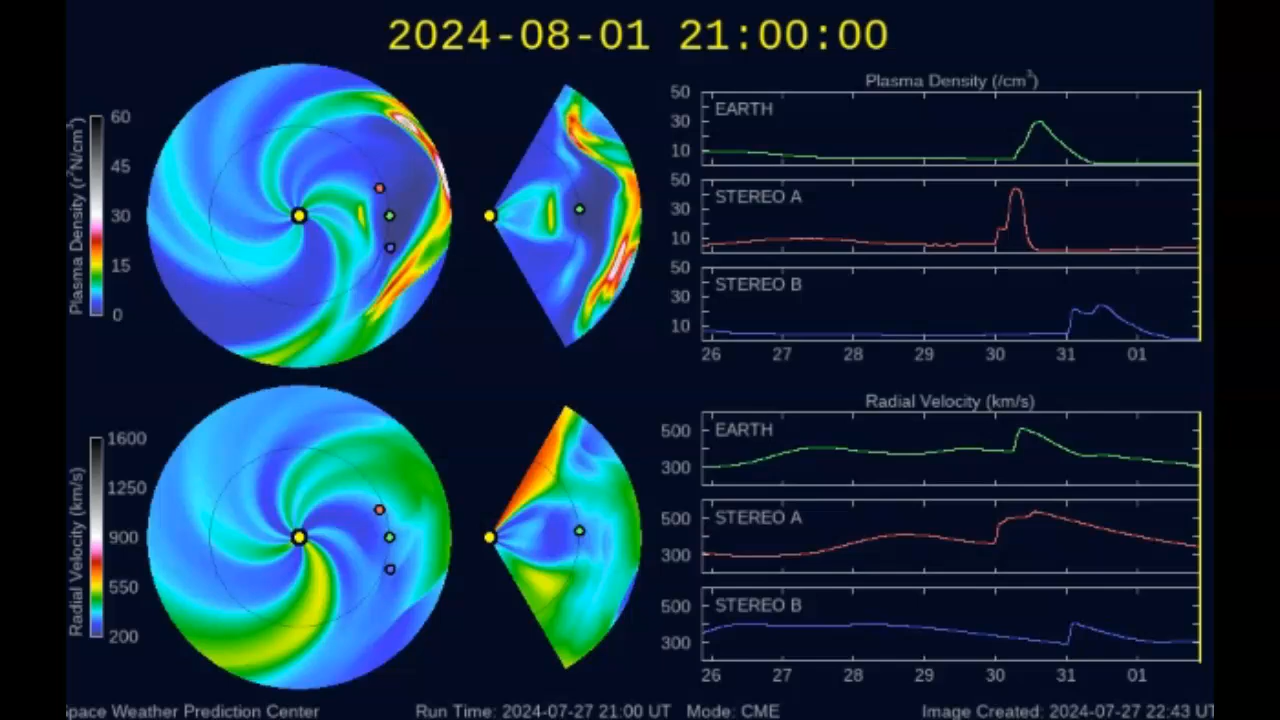 2024-08-01 21:00:00
Plasma Density (r²N/cm³)
60
45
30
15
0
Plasma Density (/cm³)
50
30
10
EARTH
50
30
10
STEREO A
50
30
10
STEREO B
26 27 28 29 30 31 01
Radial Velocity (km/s)
1600
1250
900
550
200
Radial Velocity (km/s)
500
300
EARTH
500
300
STEREO A
500
300
STEREO B
26 27 28 29 30 31 01
Space Weather Prediction Center Run Time: 2024-07-27 21:00 UT Mode: CME Image Created: 2024-07-27 22:43 UT